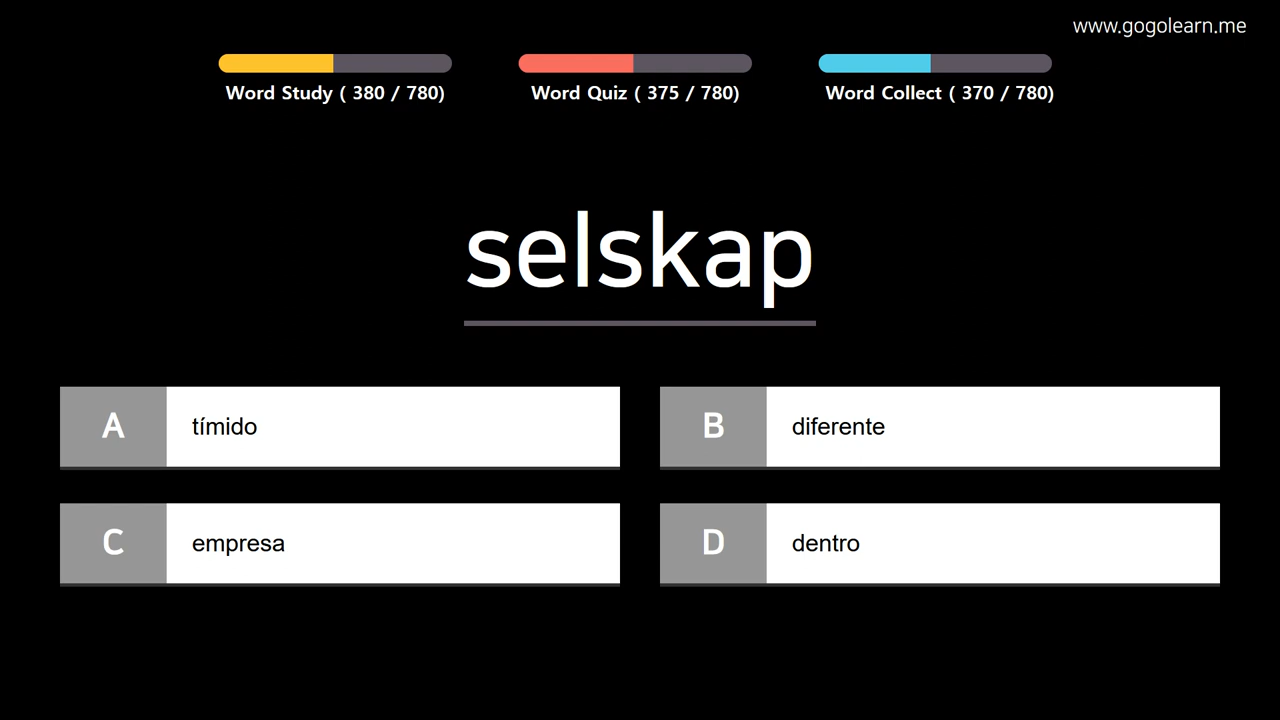 www.gogolearn.me
Word Study ( 380 / 780)
Word Quiz ( 375 / 780)
Word Collect ( 370 / 780)
selskap
A tímido
B diferente
C empresa
D dentro